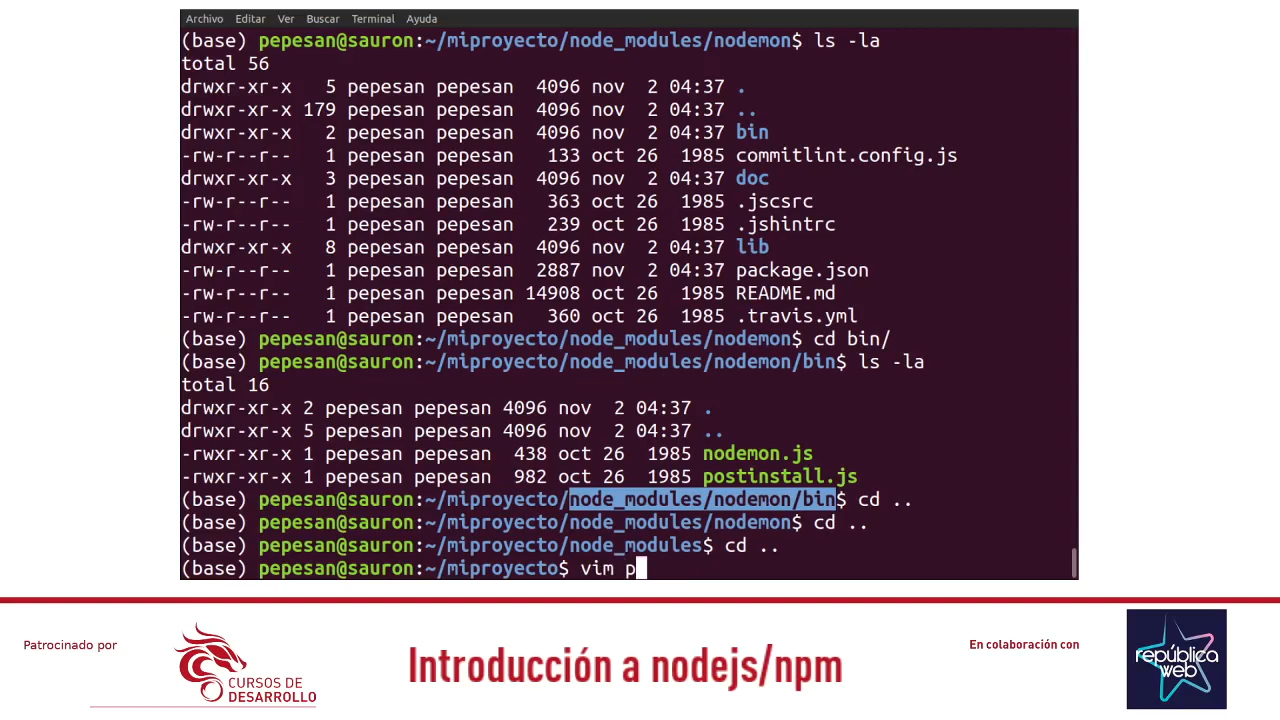 Archivo Editar Ver Buscar Terminal Ayuda
(base) pepesan@sauron:~/miproyecto/node_modules/nodemon$ ls -la
total 56
drwxr-xr-x 5 pepesan pepesan 4096 nov 2 04:37 .
drwxr-xr-x 179 pepesan pepesan 4096 nov 2 04:37 ..
drwxr-xr-x 2 pepesan pepesan 4096 nov 2 04:37 bin
-rw-r--r-- 1 pepesan pepesan 133 oct 26 1985 commitlint.config.js
drwxr-xr-x 3 pepesan pepesan 4096 nov 2 04:37 doc
-rw-r--r-- 1 pepesan pepesan 363 oct 26 1985 .jscsrc
-rw-r--r-- 1 pepesan pepesan 239 oct 26 1985 .jshintrc
drwxr-xr-x 8 pepesan pepesan 4096 nov 2 04:37 lib
-rw-r--r-- 1 pepesan pepesan 2887 nov 2 04:37 package.json
-rw-r--r-- 1 pepesan pepesan 14908 oct 26 1985 README.md
-rw-r--r-- 1 pepesan pepesan 360 oct 26 1985 .travis.yml
(base) pepesan@sauron:~/miproyecto/node_modules/nodemon$ cd bin/
(base) pepesan@sauron:~/miproyecto/node_modules/nodemon/bin$ ls -la
total 16
drwxr-xr-x 2 pepesan pepesan 4096 nov 2 04:37 .
drwxr-xr-x 5 pepesan pepesan 4096 nov 2 04:37 ..
-rw-r--r-- 1 pepesan pepesan 438 oct 26 1985 nodemon.js
-rwxr-xr-x 1 pepesan pepesan 982 oct 26 1985 postinstall.js
(base) pepesan@sauron:~/miproyecto/node_modules/nodemon/bin$ cd ..
(base) pepesan@sauron:~/miproyecto/node_modules/nodemon$ cd ..
(base) pepesan@sauron:~/miproyecto/node_modules$ cd ..
(base) pepesan@sauron:~/miproyecto$ vim p
Patrocinado por
CURSOS DE
DESARROLLO
Introducción a nodejs/npm
En colaboración con
república
web